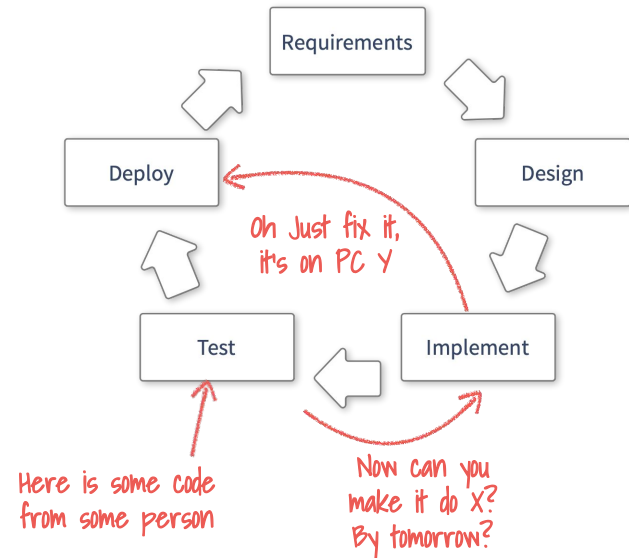 Requirements
Deploy
Design
Oh Just fix it,
it's on PC Y
Test
Implement
Here is some code
from some person
Now can you
make it do X?
By tomorrow?